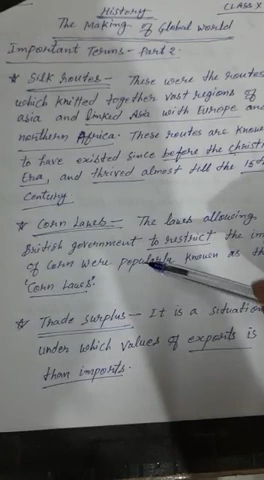 History CLASS X
The Making of Global world
Important Terms - Part 2.
* Silk routes - These were the routes
which knitted together vast regions of
asia and linked Asia with Europe and
northern Africa. These routes are known
to have existed since before the christ
Era, and thrived almost till the 15th
century
* Corn Laws - The laws allowing
British government to restrict the im
of Corn were popularly known as th
'Corn Laws'
* Trade Surplus - It is a situation
under which values of exports is
than imports.